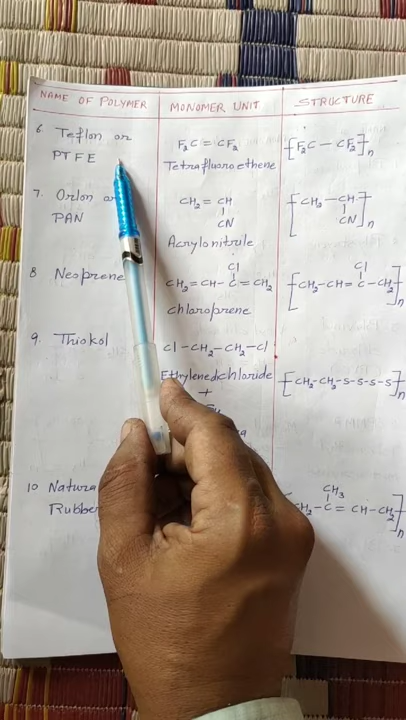 NAME OF POLYMER MONOMER UNIT STRUCTURE
6. Teflon or
PTFE
F₂C = CF₂
Tetrafluoroethene
[F₂C — CF₂]n
7. Orlon or
PAN
CH₂ = CH
CN
Acrylonitrile
[CH₂ — CH
CN]n
8 Neoprene
Cl
CH₂=CH-C=CH₂
chloroprene
Cl
[CH₂-CH=C-CH₂]n
9. Thiokol
Cl-CH₂-CH₂-Cl
Ethylenedichloride
+
[CH₂-CH₂-S-S-S-S]n
10
Rubber
CH₃
CH₂-C = CH-CH₂]n